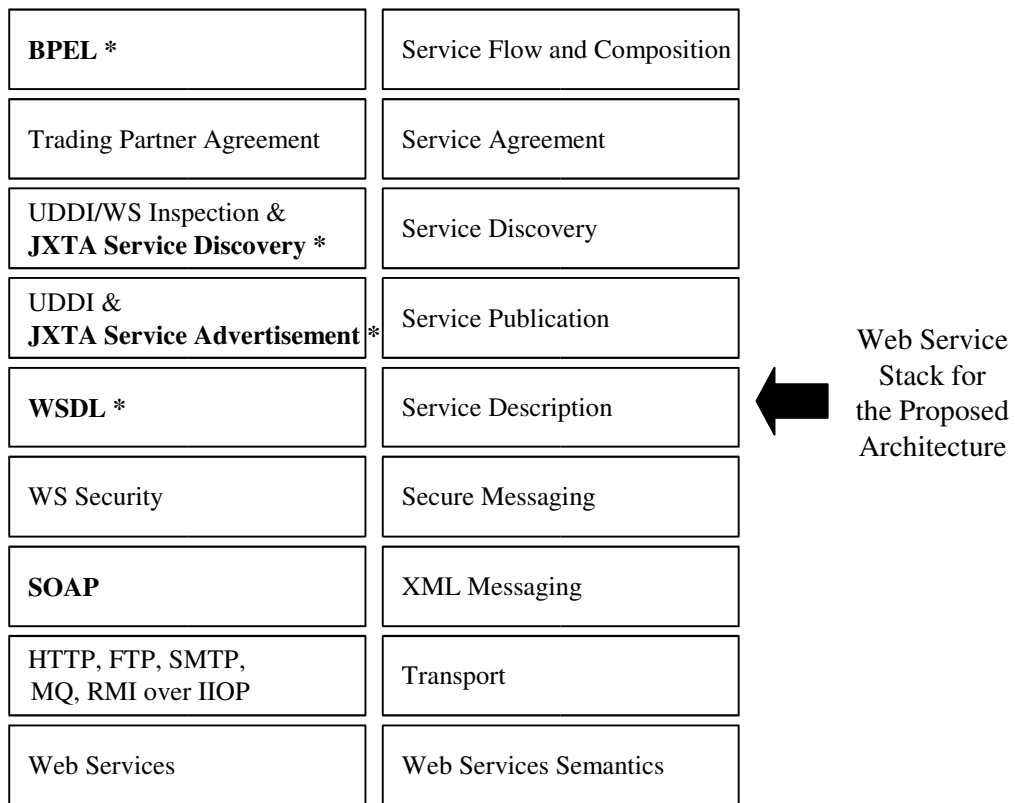 BPEL *
Service Flow and Composition
Trading Partner Agreement
Service Agreement
UDDI/WS Inspection &
JXTA Service Discovery *
Service Discovery
UDDI &
JXTA Service Advertisement *
Service Publication
WSDL *
Service Description
WS Security
Secure Messaging
SOAP
XML Messaging
HTTP, FTP, SMTP,
MQ, RMI over IIOP
Transport
Web Services
Web Services Semantics
Web Service
Stack for
the Proposed
Architecture